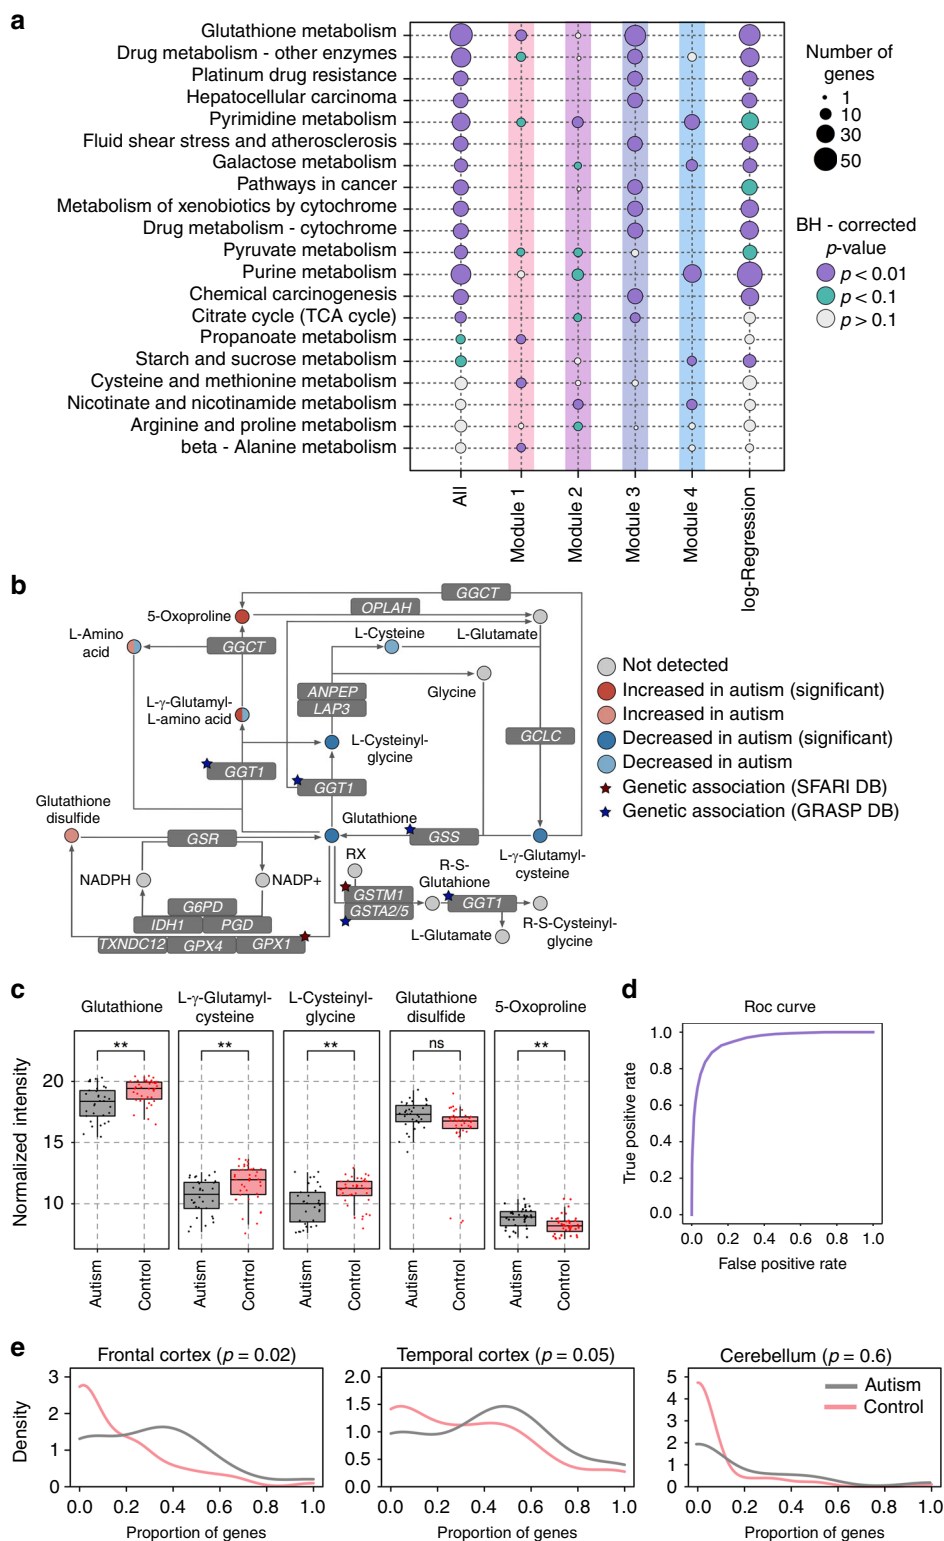 a
Glutathione metabolism
Drug metabolism - other enzymes
Platinum drug resistance
Hepatocellular carcinoma
Pyrimidine metabolism
Fluid shear stress and atherosclerosis
Galactose metabolism
Pathways in cancer
Metabolism of xenobiotics by cytochrome
Drug metabolism - cytochrome
Pyruvate metabolism
Purine metabolism
Chemical carcinogenesis
Citrate cycle (TCA cycle)
Propanoate metabolism
Starch and sucrose metabolism
Cysteine and methionine metabolism
Nicotinate and nicotinamide metabolism
Arginine and proline metabolism
beta - Alanine metabolism
All
Module 1
Module 2
Module 3
Module 4
log-Regression
Number of
genes
1
10
30
50
BH - corrected
p-value
p < 0.01
p < 0.1
p > 0.1
b
GGCT
5-Oxoproline
OPLAH
L-Amino
acid
GGCT
L-Cysteine
L-Glutamate
ANPEP
LAP3
Glycine
L-γ-Glutamyl-
L-amino acid
L-Cysteinyl-
glycine
GCLC
GGT1
GGT1
Glutathione
disulfide
GSR
Glutathione
GSS
L-γ-Glutamyl-
cysteine
NADPH
NADP+
RX
R-S-
Glutathione
G6PD
IDH1
PGD
TXNDC12
GPX4
GPX1
GSTM1
GSTA2/5
GGT1
L-Glutamate
R-S-Cysteinyl-
glycine
Not detected
Increased in autism (significant)
Increased in autism
Decreased in autism (significant)
Decreased in autism
Genetic association (SFARI DB)
Genetic association (GRASP DB)
c
Glutathione
L-γ-Glutamyl-
cysteine
L-Cysteinyl-
glycine
Glutathione
disulfide
5-Oxoproline
** ** ** ns **
Normalized intensity
20
15
10
Autism
Control
Autism
Control
Autism
Control
Autism
Control
Autism
Control
d
Roc curve
True positive rate
1.0
0.8
0.6
0.4
0.2
0.0
0.0 0.2 0.4 0.6 0.8 1.0
False positive rate
e
Frontal cortex (p = 0.02)
Density
3
2
1
0
0.0 0.2 0.4 0.6 0.8 1.0
Proportion of genes
Temporal cortex (p = 0.05)
2.0
1.5
1.0
0.5
0.0
0.0 0.2 0.4 0.6 0.8 1.0
Proportion of genes
Cerebellum (p = 0.6)
5
4
3
2
1
0
Autism
Control
0.0 0.2 0.4 0.6 0.8 1.0
Proportion of genes